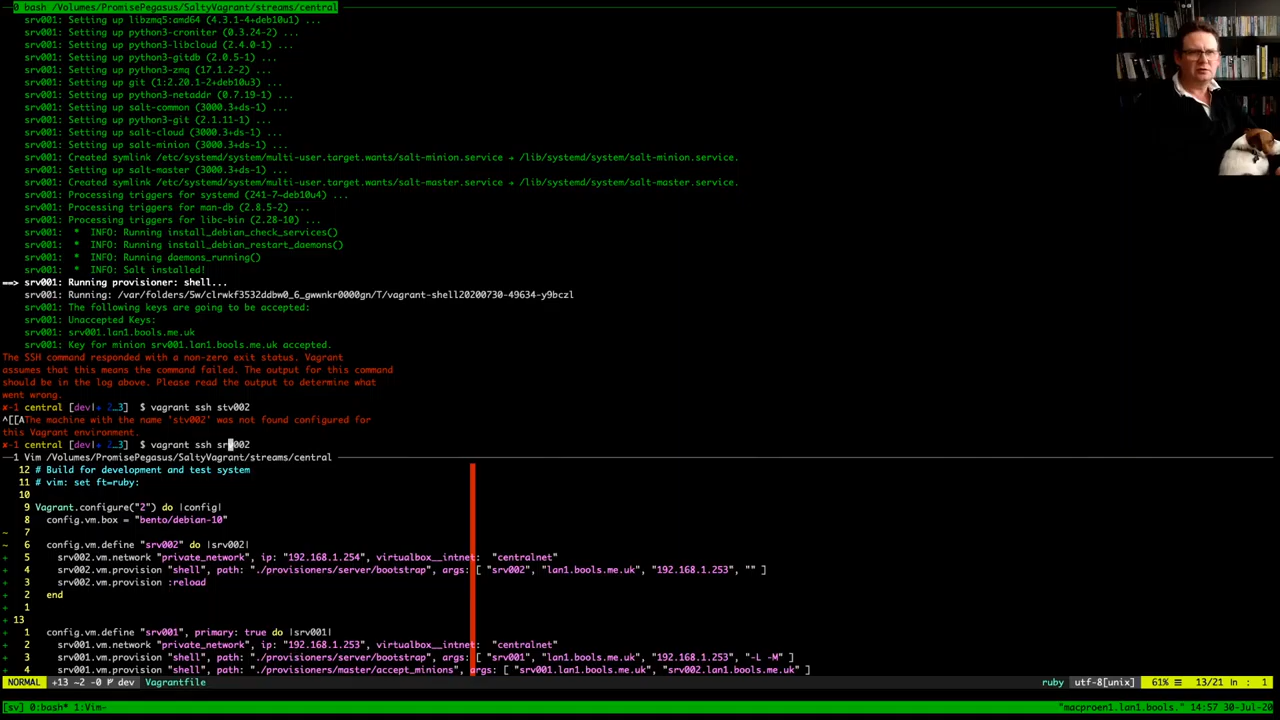 0 bash /Volumes/PromisePegasus/SaltyVagrant/streams/central
srv001: Setting up libzmq5:amd64 (4.3.1-4+deb10u1) ...
srv001: Setting up python3-croniter (0.3.24-2) ...
srv001: Setting up python3-libcloud (2.4.0-1) ...
srv001: Setting up python3-gitdb (2.0.5-1) ...
srv001: Setting up python3-zmq (17.1.2-2) ...
srv001: Setting up git (1:2.20.1-2+deb10u3) ...
srv001: Setting up python3-netaddr (0.7.19-1) ...
srv001: Setting up salt-common (3000.3+ds-1) ...
srv001: Setting up python3-git (2.1.11-1) ...
srv001: Setting up salt-cloud (3000.3+ds-1) ...
srv001: Setting up salt-minion (3000.3+ds-1) ...
srv001: Created symlink /etc/systemd/system/multi-user.target.wants/salt-minion.service → /lib/systemd/system/salt-minion.service.
srv001: Setting up salt-master (3000.3+ds-1) ...
srv001: Created symlink /etc/systemd/system/multi-user.target.wants/salt-master.service → /lib/systemd/system/salt-master.service.
srv001: Processing triggers for systemd (241-7~deb10u4) ...
srv001: Processing triggers for man-db (2.8.5-2) ...
srv001: Processing triggers for libc-bin (2.28-10) ...
srv001:  *  INFO: Running install_debian_check_services()
srv001:  *  INFO: Running install_debian_restart_daemons()
srv001:  *  INFO: Running daemons_running()
srv001:  *  INFO: Salt installed!
==> srv001: Running provisioner: shell...
srv001: Running: /var/folders/5w/clrwkf3532ddbw0_6_gwwnkr0000gn/T/vagrant-shell20200730-49634-y9bczl
srv001: The following keys are going to be accepted:
srv001: Unaccepted Keys:
srv001: srv001.lan1.bools.me.uk
srv001: Key for minion srv001.lan1.bools.me.uk accepted.
The SSH command responded with a non-zero exit status. Vagrant
assumes that this means the command failed. The output for this command
should be in the log above. Please read the output to determine what
went wrong.
✘-1 central [dev|✚ 2…3]  $ vagrant ssh stv002
^[[AThe machine with the name 'stv002' was not found configured for
this Vagrant environment.
✘-1 central [dev|✚ 2…3]  $ vagrant ssh srv002
1 Vim /Volumes/PromisePegasus/SaltyVagrant/streams/central
12 # Build for development and test system
11 # vim: set ft=ruby:
10
9 Vagrant.configure("2") do |config|
8   config.vm.box = "bento/debian-10"
~ 7
~ 6   config.vm.define "srv002" do |srv002|
+ 5     srv002.vm.network "private_network", ip: "192.168.1.254", virtualbox__intnet:  "centralnet"
+ 4     srv002.vm.provision "shell", path: "./provisioners/server/bootstrap", args: [ "srv002", "lan1.bools.me.uk", "192.168.1.253", "" ]
+ 3     srv002.vm.provision :reload
+ 2   end
+ 1
+ 13
+ 1   config.vm.define "srv001", primary: true do |srv001|
+ 2     srv001.vm.network "private_network", ip: "192.168.1.253", virtualbox__intnet:  "centralnet"
+ 3     srv001.vm.provision "shell", path: "./provisioners/server/bootstrap", args: [ "srv001", "lan1.bools.me.uk", "192.168.1.253", "-L -M" ]
+ 4     srv001.vm.provision "shell", path: "./provisioners/master/accept_minions", args: [ "srv001.lan1.bools.me.uk", "srv002.lan1.bools.me.uk" ]
NORMAL  +13 ~2 -0 dev  Vagrantfile  ruby  utf-8[unix]  61% ☰  13/21 ln :  1
[sv] 0:bash* 1:Vim-  "macproen1.lan1.bools." 14:57 30-Jul-20